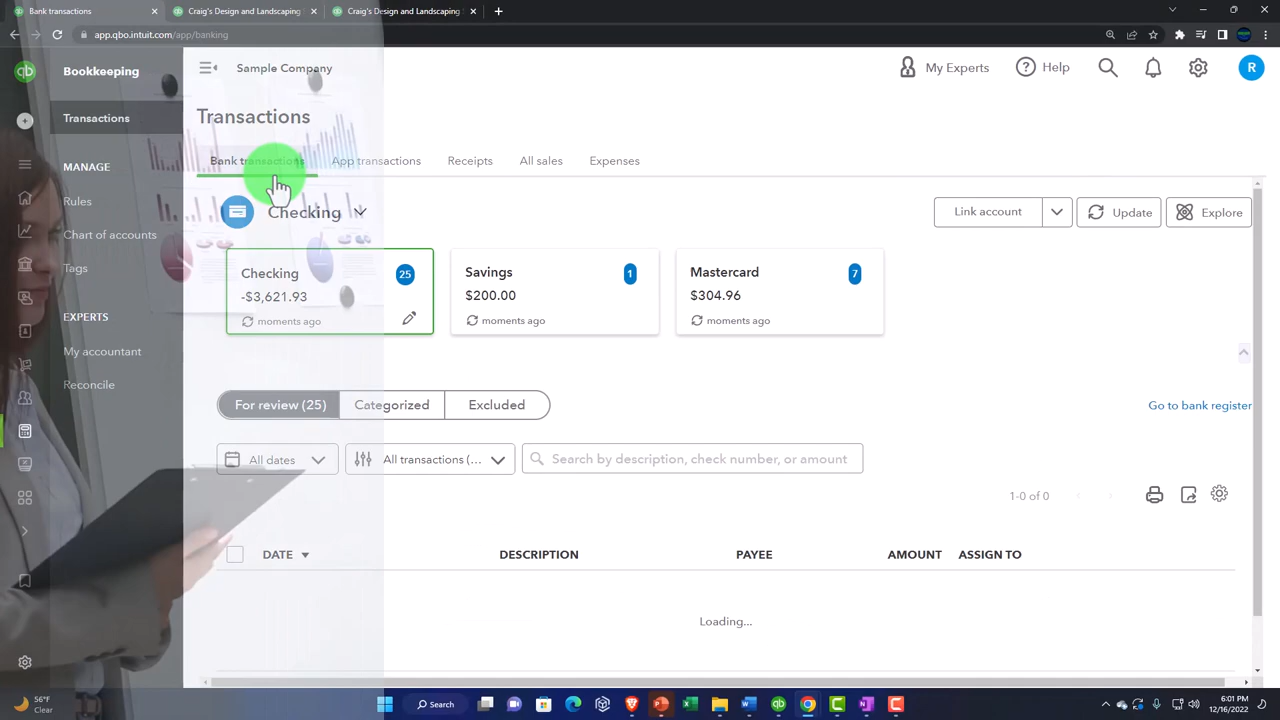 Bank transactions
Craig's Design and Landscaping
Craig's Design and Landscaping
app.qbo.intuit.com/app/banking
qb
Bookkeeping
Sample Company
My Experts
Help
R
Transactions
MANAGE
Rules
Chart of accounts
Tags
EXPERTS
My accountant
Reconcile
Transactions
Bank transactions
App transactions
Receipts
All sales
Expenses
Checking
Link account
Update
Explore
Checking
25
-$3,621.93
moments ago
Savings
1
$200.00
moments ago
Mastercard
7
$304.96
moments ago
For review (25)
Categorized
Excluded
Go to bank register
All dates
All transactions (...
Search by description, check number, or amount
1-0 of 0
DATE
DESCRIPTION
PAYEE
AMOUNT
ASSIGN TO
Loading...
56°F
Clear
Search
6:01 PM
12/16/2022